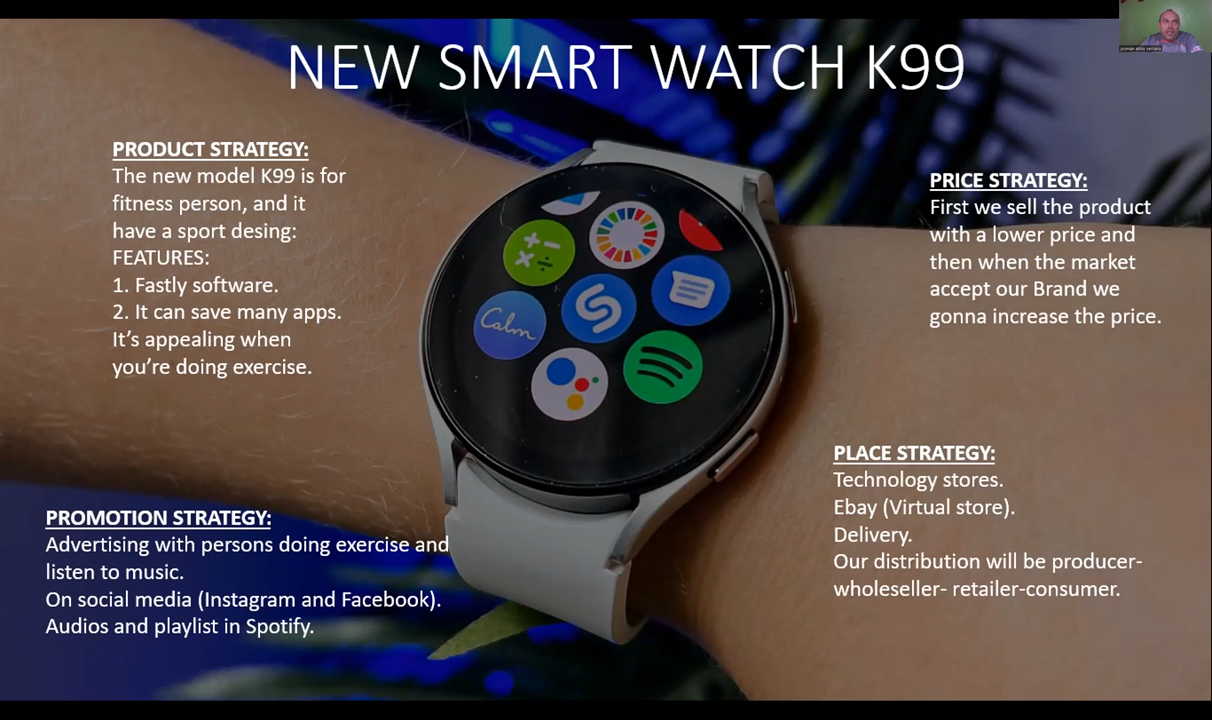 NEW SMART WATCH K99
PRODUCT STRATEGY:
The new model K99 is for
fitness person, and it
have a sport desing:
FEATURES:
1. Fastly software.
2. It can save many apps.
It's appealing when
you're doing exercise.
PRICE STRATEGY:
First we sell the product
with a lower price and
then when the market
accept our Brand we
gonna increase the price.
Calm
PROMOTION STRATEGY:
Advertising with persons doing exercise and
listen to music.
On social media (Instagram and Facebook).
Audios and playlist in Spotify.
PLACE STRATEGY:
Technology stores.
Ebay (Virtual store).
Delivery.
Our distribution will be producer-
wholeseller- retailer-consumer.